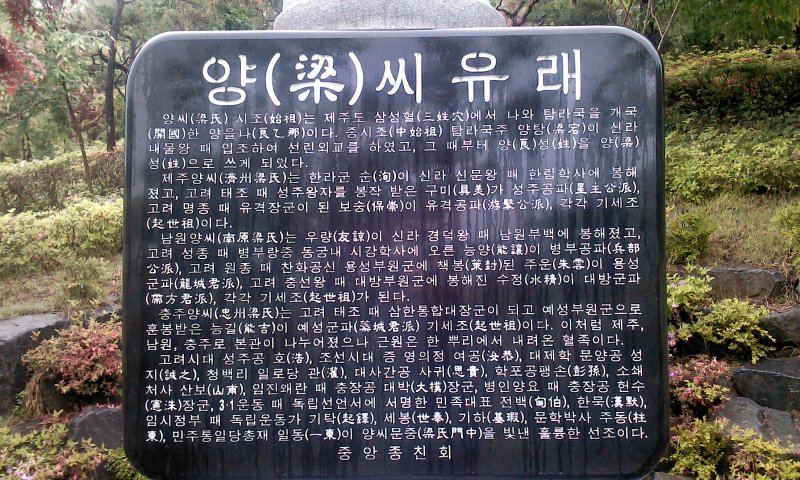 양(梁)씨 유래
양씨(梁氏) 시조(始祖)는 제주도 삼성혈(三姓穴)에서 나와 탐라국을 개국
(開國)한 양을나(良乙那)이다. 중시조(中始祖) 탐라국주 양탕(梁宕)이 신라
내물왕 때 입조하여 선린외교를 하였고, 그 때부터 양(良)성(姓)을 양(梁)
성(姓)으로 쓰게 되었다.
제주양씨(濟州梁氏)는 한라군 순(洵)이 신라 신문왕 때 한림학사에 봉해
졌고, 고려 태조 때 성주왕자를 봉작 받은 구미(具美)가 성주공파(星主公派),
고려 명종 때 유격장군이 된 보숭(保崇)이 유격공파(游擊公派), 각각 기세조
(起世祖)이다.
남원양씨(南原梁氏)는 우량(友諒)이 신라 경덕왕 때 남원부백에 봉해졌고,
고려 성종 때 병부랑중 동궁내 시강학사에 오른 능양(能讓)이 병부공파(兵部
公派), 고려 원종 때 찬화공신 용성부원군에 책봉(策封)된 주운(朱雲)이 용성
군파(龍城君派), 고려 충선왕 때 대방부원군에 봉해진 수정(水精)이 대방군파
(帶方君派), 각각 기세조(起世祖)가 된다.
충주양씨(忠州梁氏)는 고려 태조 때 삼한통합대장군이 되고 예성부원군으로
훈봉받은 능길(能吉)이 예성군파(蘂城君派) 기세조(起世祖)이다. 이처럼 제주,
남원, 충주로 본관이 나누어졌으나 근원은 한 뿌리에서 내려온 혈족이다.
고려시대 성주공 호(浩), 조선시대 증 영의정 여공(汝恭), 대제학 문양공 성
지(誠之), 청백리 일로당 관(灌), 대사간공 사귀(思貴), 학포공팽손(彭孫), 소쇄
처사 산보(山甫), 임진왜란 때 충장공 대박(大樸)장군, 병인양요 때 충장공 헌수
(憲洙)장군, 3·1운동 때 독립선언서에 서명한 민족대표 전백(甸伯), 한묵(漢默),
임시정부 때 독립운동가 기탁(起鐸), 세봉(世奉), 기하(基瑕), 문학박사 주동(柱
東), 민주통일당총재 일동(一東)이 양씨문중(梁氏門中)을 빛낸 훌륭한 선조이다.
중앙종친회